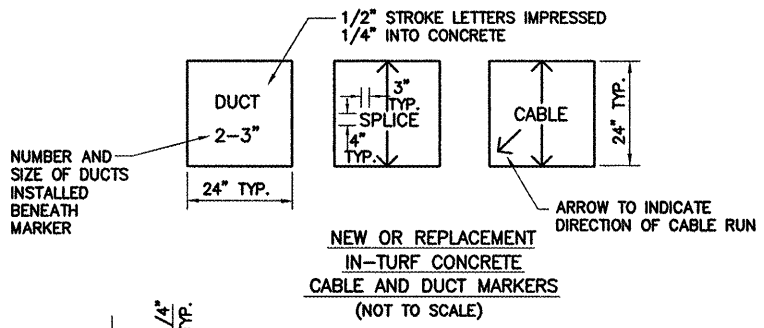 1/2" STROKE LETTERS IMPRESSED
1/4" INTO CONCRETE
DUCT
2-3"
3"
TYP.
SPLICE
4"
TYP.
CABLE
24" TYP.
NUMBER AND
SIZE OF DUCTS
INSTALLED
BENEATH
MARKER
24" TYP.
ARROW TO INDICATE
DIRECTION OF CABLE RUN
NEW OR REPLACEMENT
IN-TURF CONCRETE
CABLE AND DUCT MARKERS
(NOT TO SCALE)
/4"
TYP.